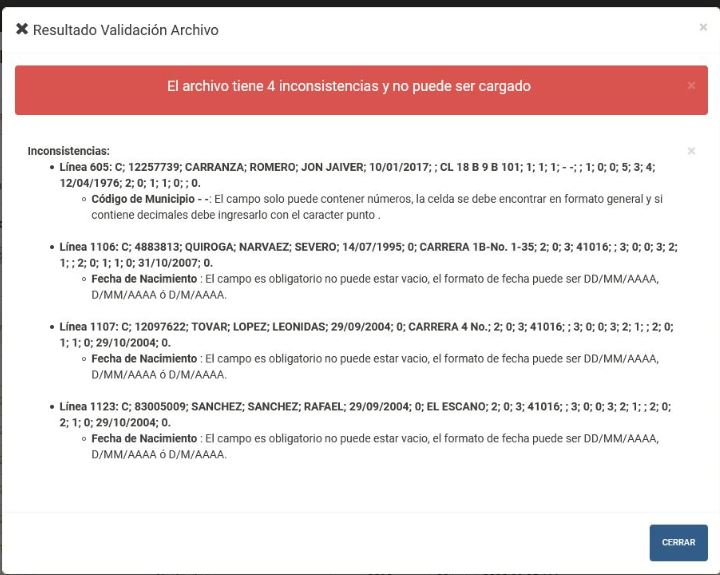 ✖ Resultado Validación Archivo
×
El archivo tiene 4 inconsistencias y no puede ser cargado
×
Inconsistencias:
×
• Línea 605: C; 12257739; CARRANZA; ROMERO; JON JAIVER; 10/01/2017; ; CL 18 B 9 B 101; 1; 1; 1; - -; ; 1; 0; 0; 5; 3; 4;
12/04/1976; 2; 0; 1; 1; 0; ; 0.
◦ Código de Municipio - -: El campo solo puede contener números, la celda se debe encontrar en formato general y si
contiene decimales debe ingresarlo con el caracter punto .
• Línea 1106: C; 4883813; QUIROGA; NARVAEZ; SEVERO; 14/07/1995; 0; CARRERA 1B-No. 1-35; 2; 0; 3; 41016; ; 3; 0; 0; 3; 2;
1; ; 2; 0; 1; 1; 0; 31/10/2007; 0.
◦ Fecha de Nacimiento : El campo es obligatorio no puede estar vacio, el formato de fecha puede ser DD/MM/AAAA,
D/MM/AAAA ó D/M/AAAA.
• Línea 1107: C; 12097622; TOVAR; LOPEZ; LEONIDAS; 29/09/2004; 0; CARRERA 4 No.; 2; 0; 3; 41016; ; 3; 0; 0; 3; 2; 1; ; 2; 0;
1; 1; 0; 29/10/2004; 0.
◦ Fecha de Nacimiento : El campo es obligatorio no puede estar vacio, el formato de fecha puede ser DD/MM/AAAA,
D/MM/AAAA ó D/M/AAAA.
• Línea 1123: C; 83005009; SANCHEZ; SANCHEZ; RAFAEL; 29/09/2004; 0; EL ESCANO; 2; 0; 3; 41016; ; 3; 0; 0; 3; 2; 1; ; 2; 0;
2; 1; 0; 29/10/2004; 0.
◦ Fecha de Nacimiento : El campo es obligatorio no puede estar vacio, el formato de fecha puede ser DD/MM/AAAA,
D/MM/AAAA ó D/M/AAAA.
CERRAR